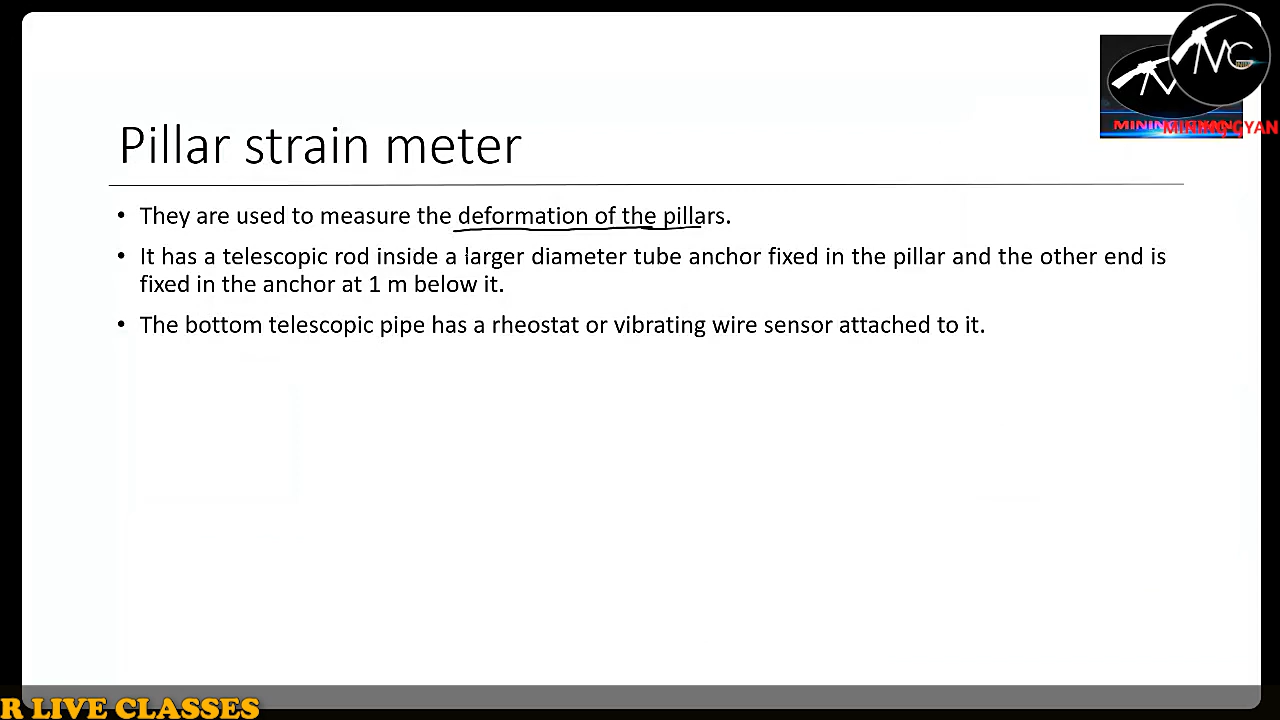 MINING GYAN
Pillar strain meter
• They are used to measure the deformation of the pillars.
• It has a telescopic rod inside a larger diameter tube anchor fixed in the pillar and the other end is
fixed in the anchor at 1 m below it.
• The bottom telescopic pipe has a rheostat or vibrating wire sensor attached to it.
R LIVE CLASSES